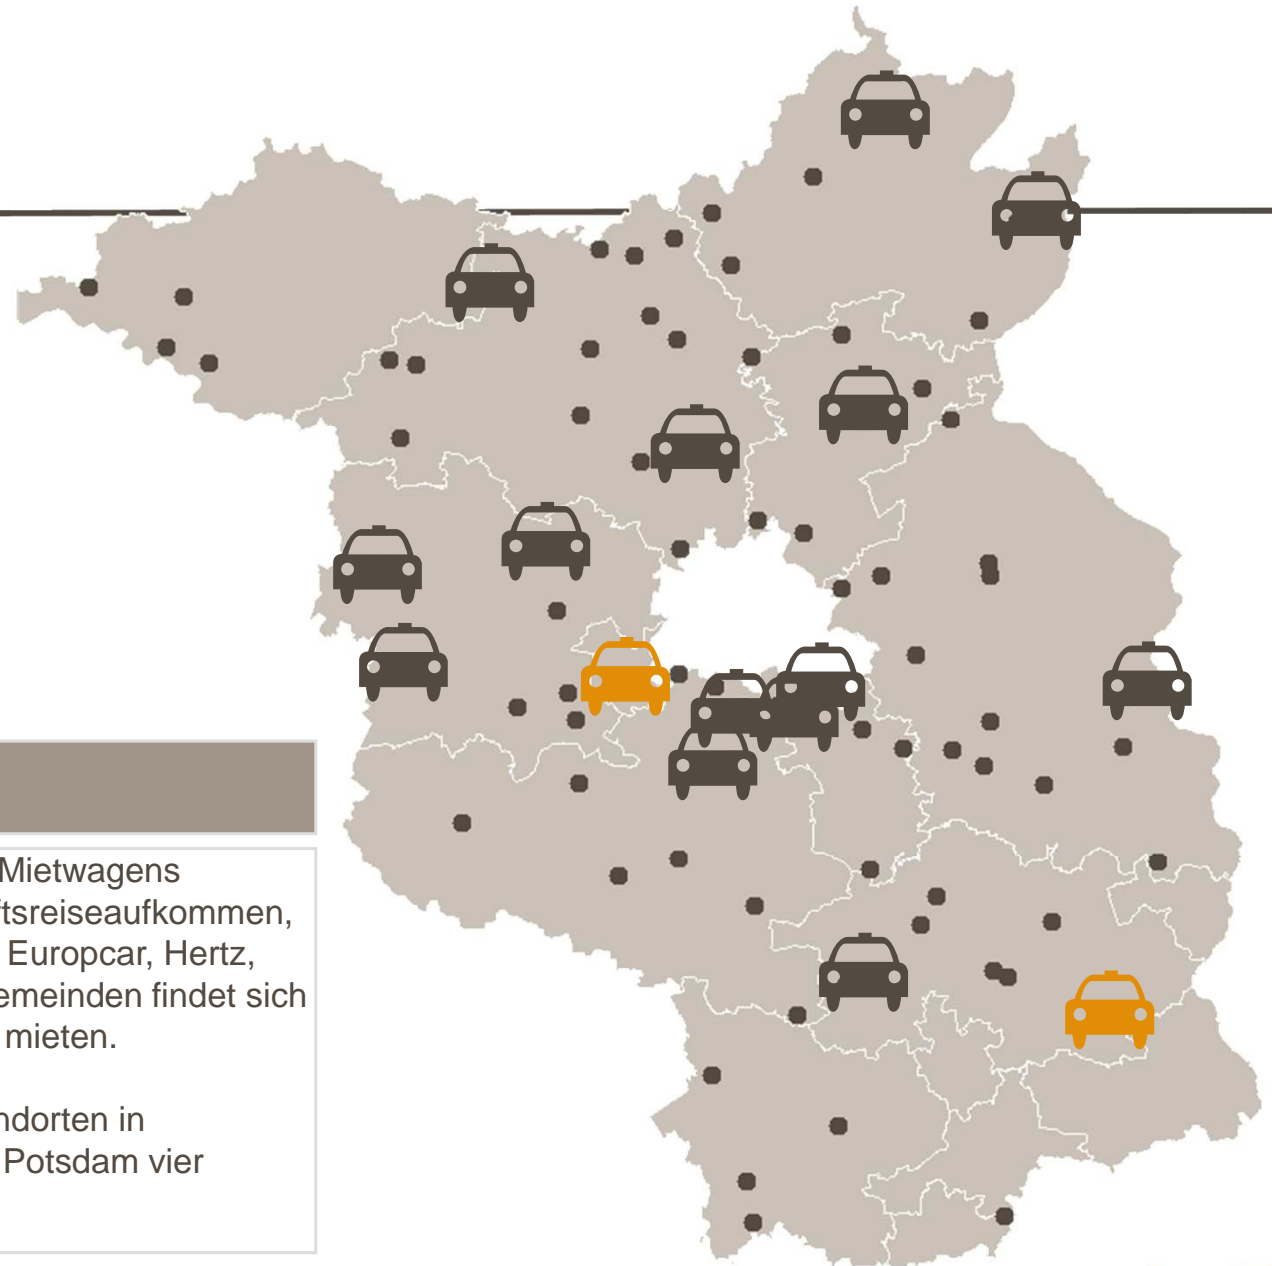 Mietwagens
ftsreiseaufkommen,
Europcar, Hertz,
emeinden findet sich
mieten.
ndorten in
Potsdam vier